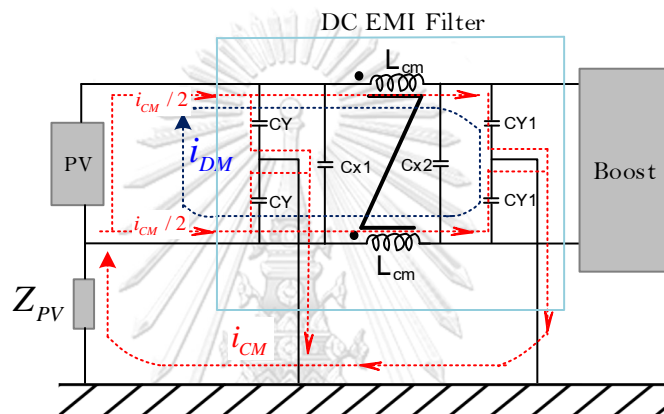 DC EMI Filter
Lcm
iCM / 2
CY
CY1
iDM
PV
Cx1
Cx2
Boost
CY
CY1
iCM / 2
Lcm
ZPV
iCM